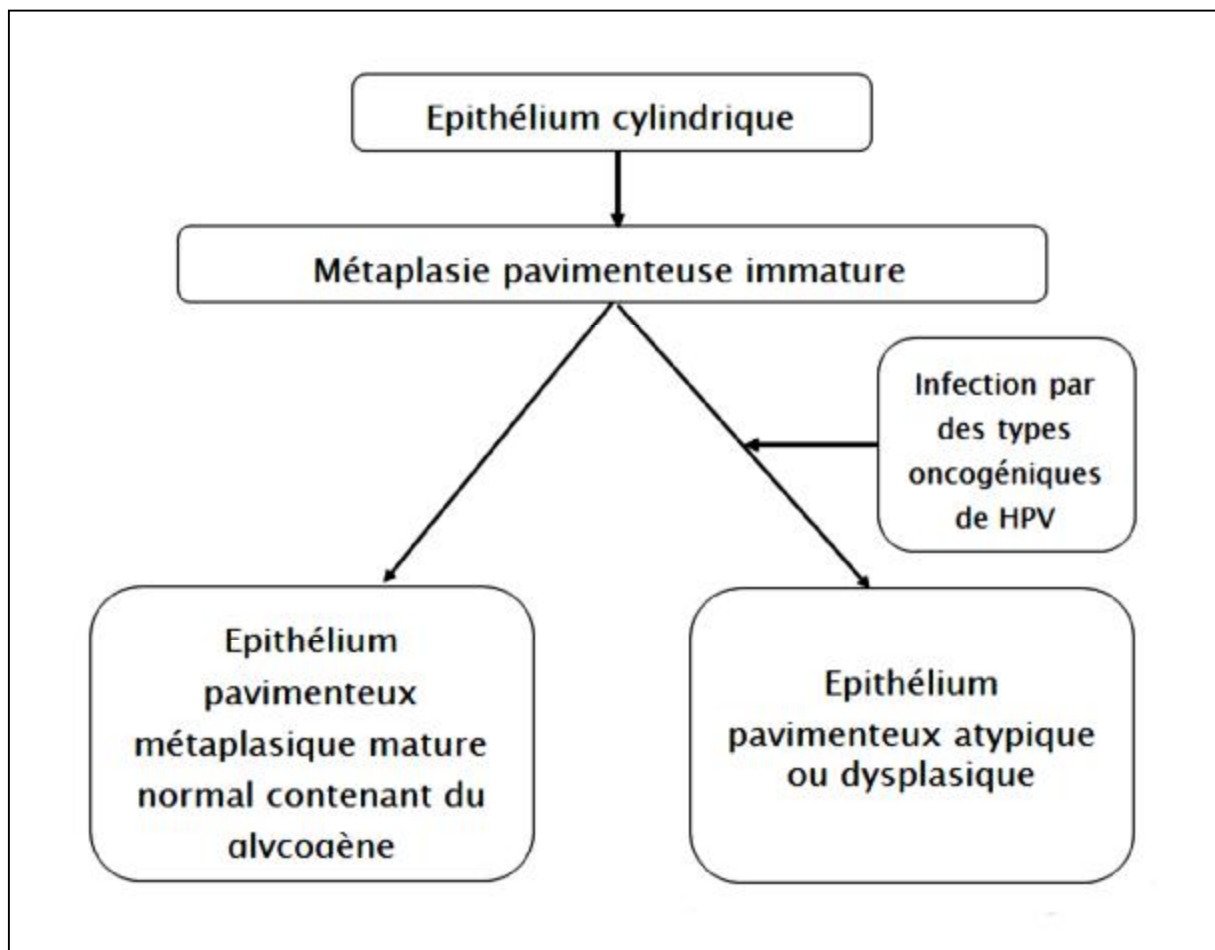 Epithélium cylindrique
Métaplasie pavimenteuse immature
Infection par
des types
oncogéniques
de HPV
Epithélium
pavimenteux
métaplasique mature
normal contenant du
glycogène
Epithélium
pavimenteux atypique
ou dysplasique